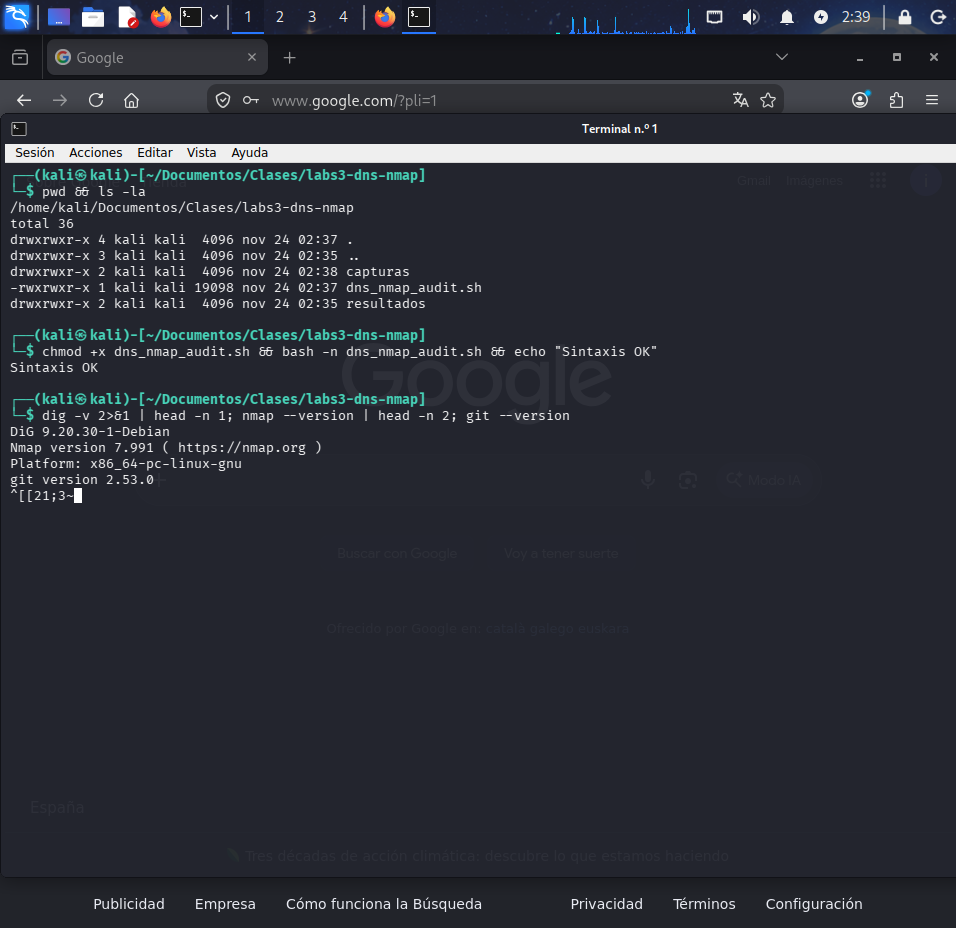 1 2 3 4 2:39
Google
www.google.com/?pli=1
Terminal n.º 1
Sesión Acciones Editar Vista Ayuda
┌──(kali㉿kali)-[~/Documentos/Clases/labs3-dns-nmap]
└─$ pwd && ls -la
/home/kali/Documentos/Clases/labs3-dns-nmap
Gmail Imágenes
total 36
drwxrwxr-x 4 kali kali  4096 nov 24 02:37 .
drwxrwxr-x 3 kali kali  4096 nov 24 02:35 ..
drwxrwxr-x 2 kali kali  4096 nov 24 02:38 capturas
-rwxrwxr-x 1 kali kali 19098 nov 24 02:37 dns_nmap_audit.sh
drwxrwxr-x 2 kali kali  4096 nov 24 02:35 resultados
┌──(kali㉿kali)-[~/Documentos/Clases/labs3-dns-nmap]
└─$ chmod +x dns_nmap_audit.sh && bash -n dns_nmap_audit.sh && echo "Sintaxis OK"
Sintaxis OK
Google
┌──(kali㉿kali)-[~/Documentos/Clases/labs3-dns-nmap]
└─$ dig -v 2>&1 | head -n 1; nmap --version | head -n 2; git --version
DiG 9.20.30-1-Debian
Nmap version 7.991 ( https://nmap.org )
Platform: x86_64-pc-linux-gnu
git version 2.53.0
^[[21;3~
Modo IA
Buscar con Google Voy a tener suerte
Ofrecido por Google en: català galego euskara
España
Tres décadas de acción climática: descubre lo que estamos haciendo
Publicidad Empresa Cómo funciona la Búsqueda Privacidad Términos Configuración